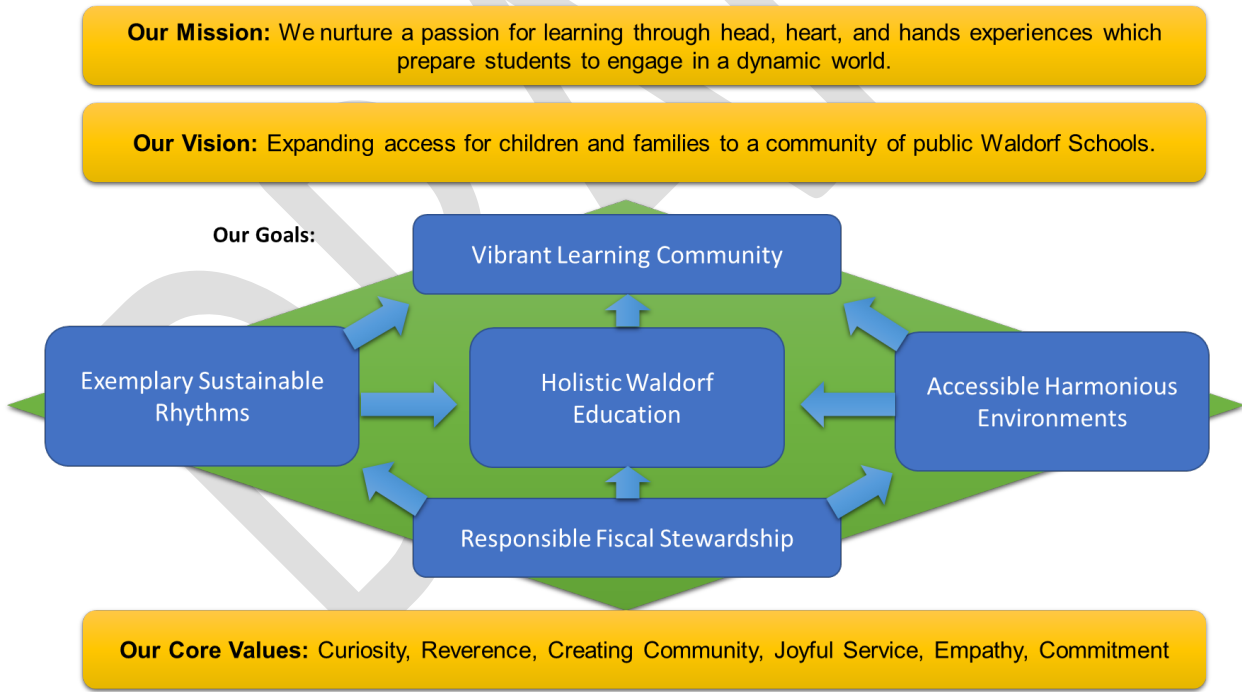 Our Mission: We nurture a passion for learning through head, heart, and hands experiences which
prepare students to engage in a dynamic world.
Our Vision: Expanding access for children and families to a community of public Waldorf Schools.
Our Goals:
Vibrant Learning Community
Exemplary Sustainable
Rhythms
Holistic Waldorf
Education
Accessible Harmonious
Environments
Responsible Fiscal Stewardship
Our Core Values: Curiosity, Reverence, Creating Community, Joyful Service, Empathy, Commitment